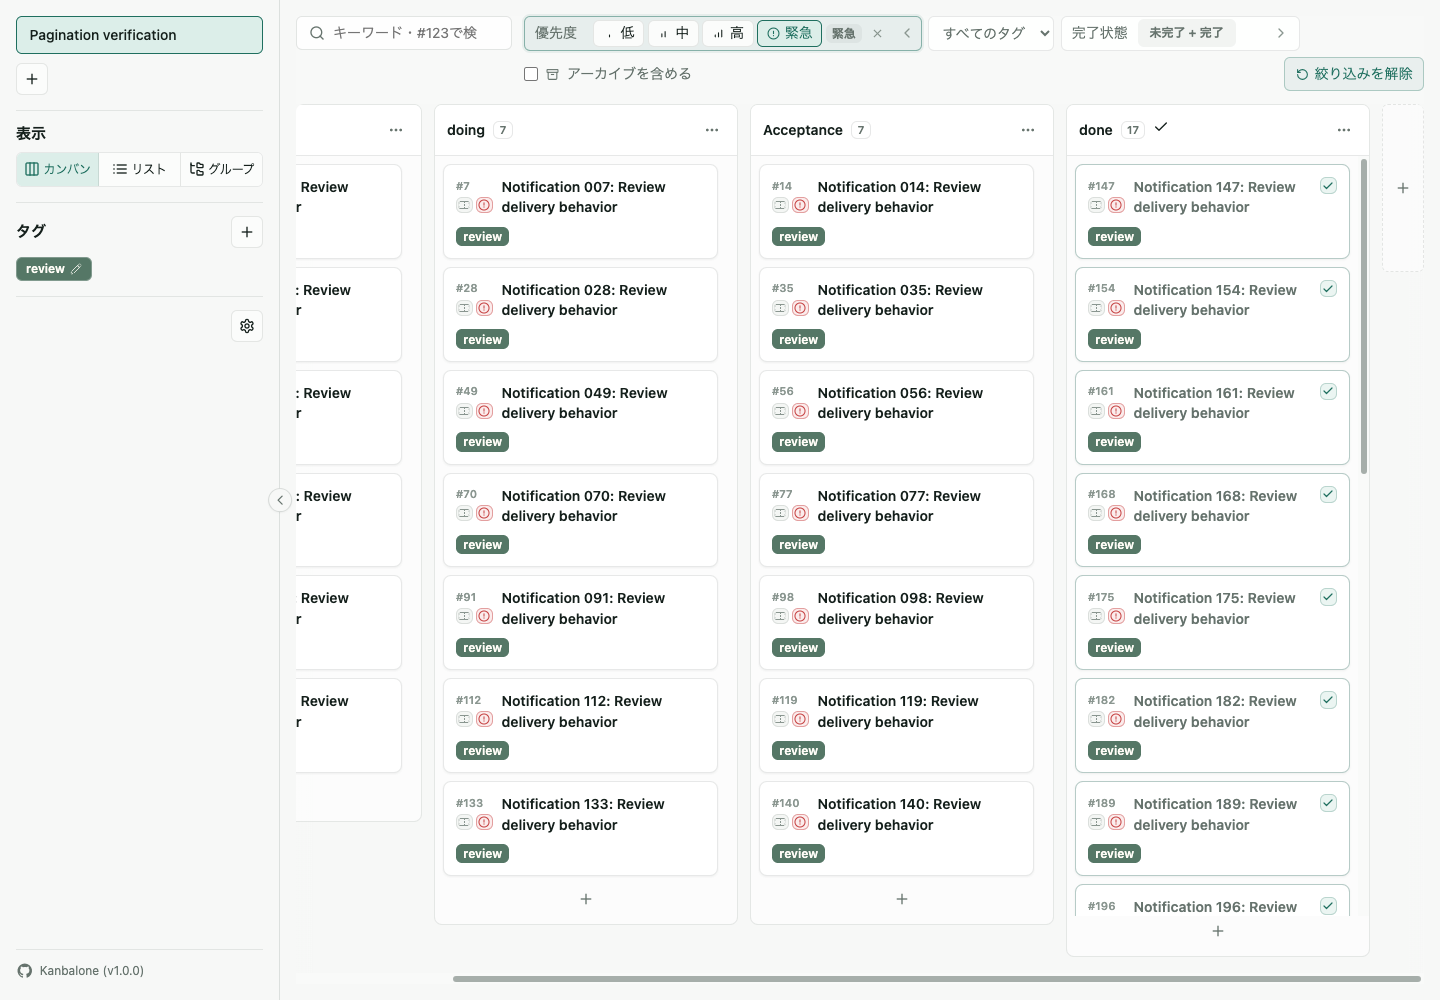 Pagination verification
表示
カンバン
リスト
グループ
タグ
review
Kanbalone (v1.0.0)
キーワード・#123で検
優先度
低
中
高
緊急
緊急
すべてのタグ
完了状態
未完了 + 完了
アーカイブを含める
絞り込みを解除
Review
r
: Review
r
: Review
r
: Review
r
Review
r
Review
r
doing 7
#7
Notification 007: Review
delivery behavior
review
#28
Notification 028: Review
delivery behavior
review
#49
Notification 049: Review
delivery behavior
review
#70
Notification 070: Review
delivery behavior
review
#91
Notification 091: Review
delivery behavior
review
#112
Notification 112: Review
delivery behavior
review
#133
Notification 133: Review
delivery behavior
review
Acceptance 7
#14
Notification 014: Review
delivery behavior
review
#35
Notification 035: Review
delivery behavior
review
#56
Notification 056: Review
delivery behavior
review
#77
Notification 077: Review
delivery behavior
review
#98
Notification 098: Review
delivery behavior
review
#119
Notification 119: Review
delivery behavior
review
#140
Notification 140: Review
delivery behavior
review
done 17
#147
Notification 147: Review
delivery behavior
review
#154
Notification 154: Review
delivery behavior
review
#161
Notification 161: Review
delivery behavior
review
#168
Notification 168: Review
delivery behavior
review
#175
Notification 175: Review
delivery behavior
review
#182
Notification 182: Review
delivery behavior
review
#189
Notification 189: Review
delivery behavior
review
#196
Notification 196: Review